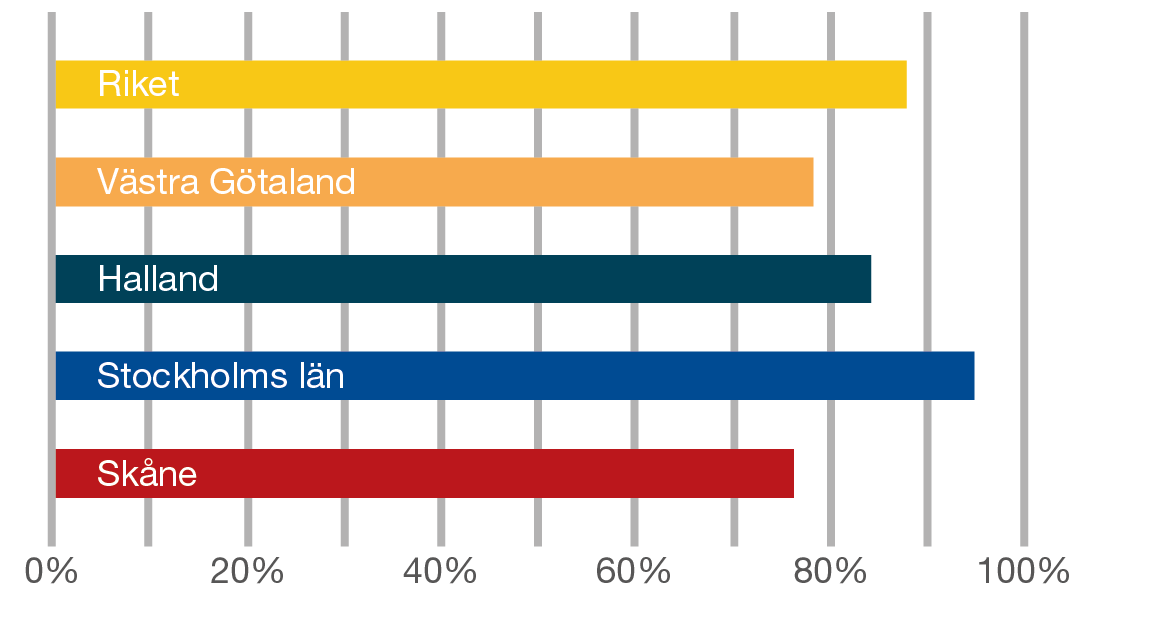 Riket
Västra Götaland
Halland
Stockholms län
Skåne
0% 20% 40% 60% 80% 100%